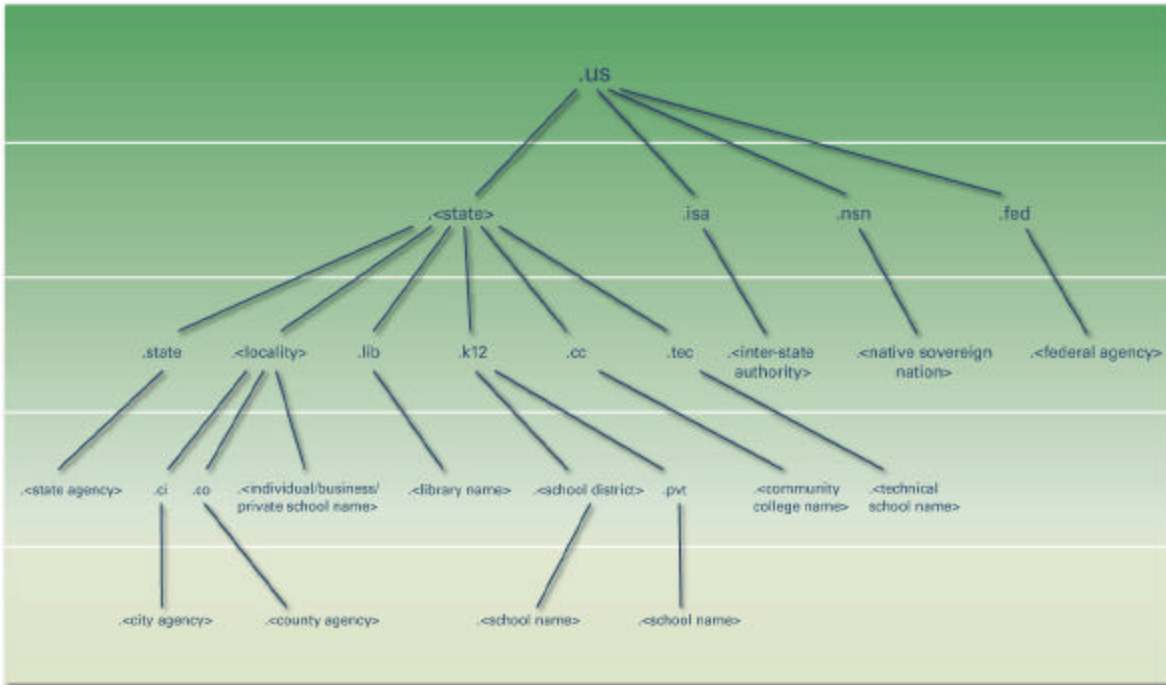 .us
.<state>
.isa
.nsn
.fed
.state
.<locality>
.lib
.k12
.cc
.tec
.<inter-state
authority>
.<native sovereign
nation>
.<federal agency>
.<state agency>
.ci
.co
.<individual/business/
private school name>
.<library name>
.<school district>
.pvt
.<community
college name>
.<technical
school name>
.<city agency>
.<county agency>
.<school name>
.<school name>